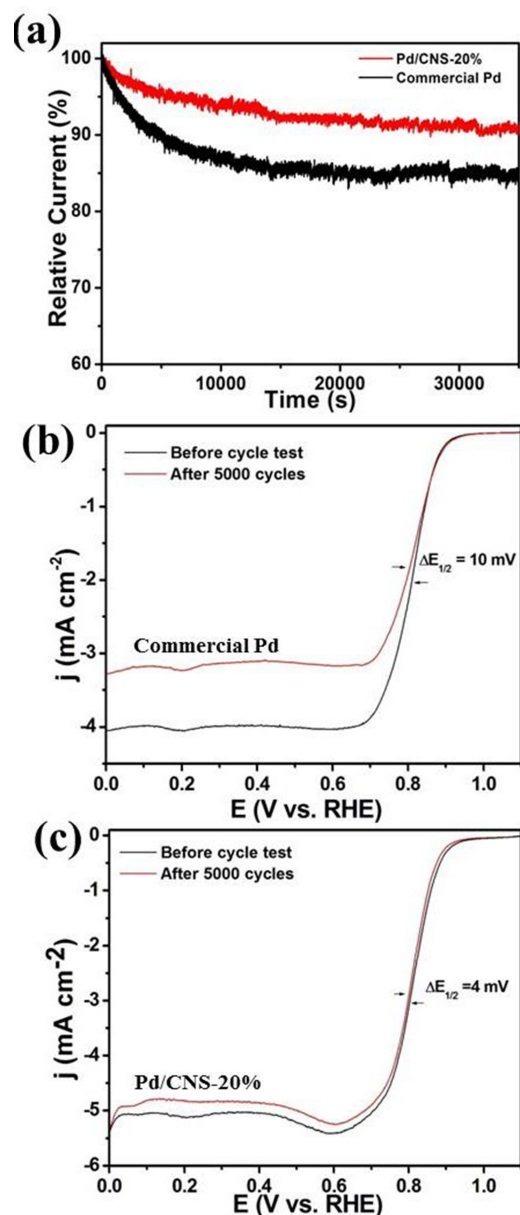 (a)
100
90
80
70
60
Relative Current (%)
Pd/CNS-20%
Commercial Pd
0
10000
20000
30000
Time (s)
(b)
0
-1
-2
-3
-4
j (mA cm-2)
Before cycle test
After 5000 cycles
ΔE1/2 = 10 mV
Commercial Pd
0.0
0.2
0.4
0.6
0.8
1.0
E (V vs. RHE)
(c)
0
-1
-2
-3
-4
-5
-6
j (mA cm-2)
Before cycle test
After 5000 cycles
ΔE1/2 =4 mV
Pd/CNS-20%
0.0
0.2
0.4
0.6
0.8
1.0
E (V vs. RHE)